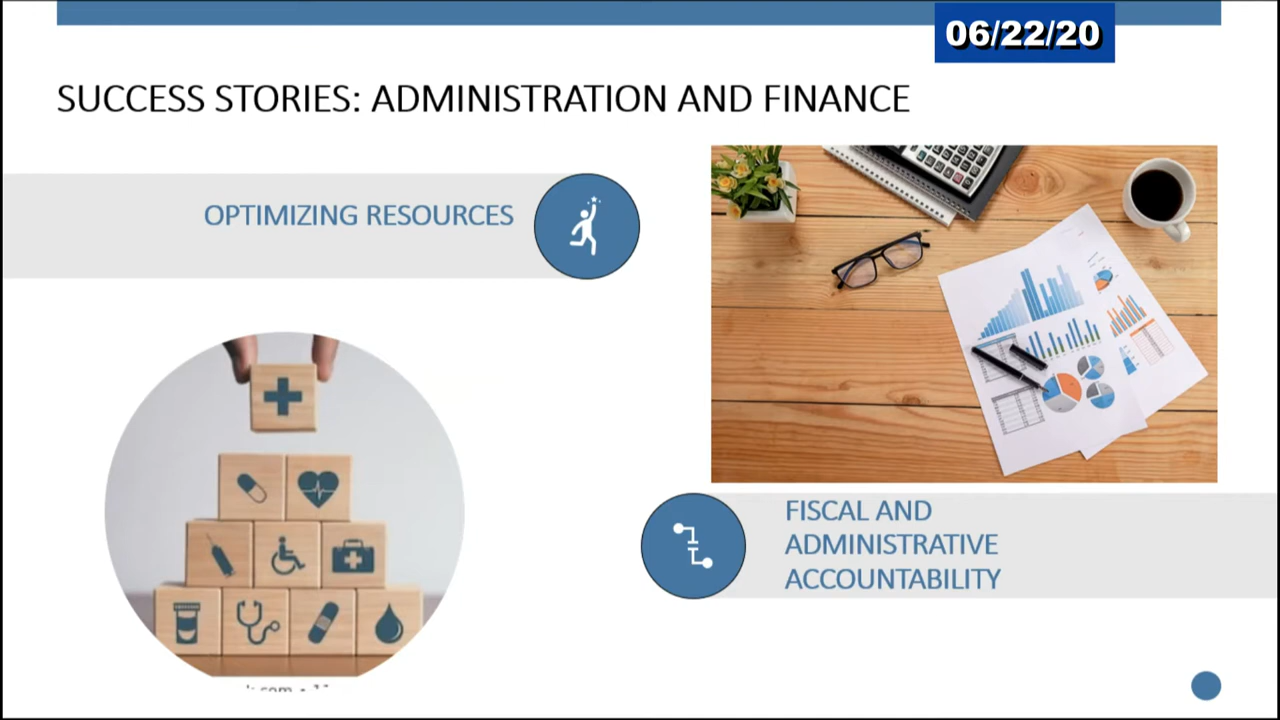 06/22/20
SUCCESS STORIES: ADMINISTRATION AND FINANCE
OPTIMIZING RESOURCES
FISCAL AND
ADMINISTRATIVE
ACCOUNTABILITY